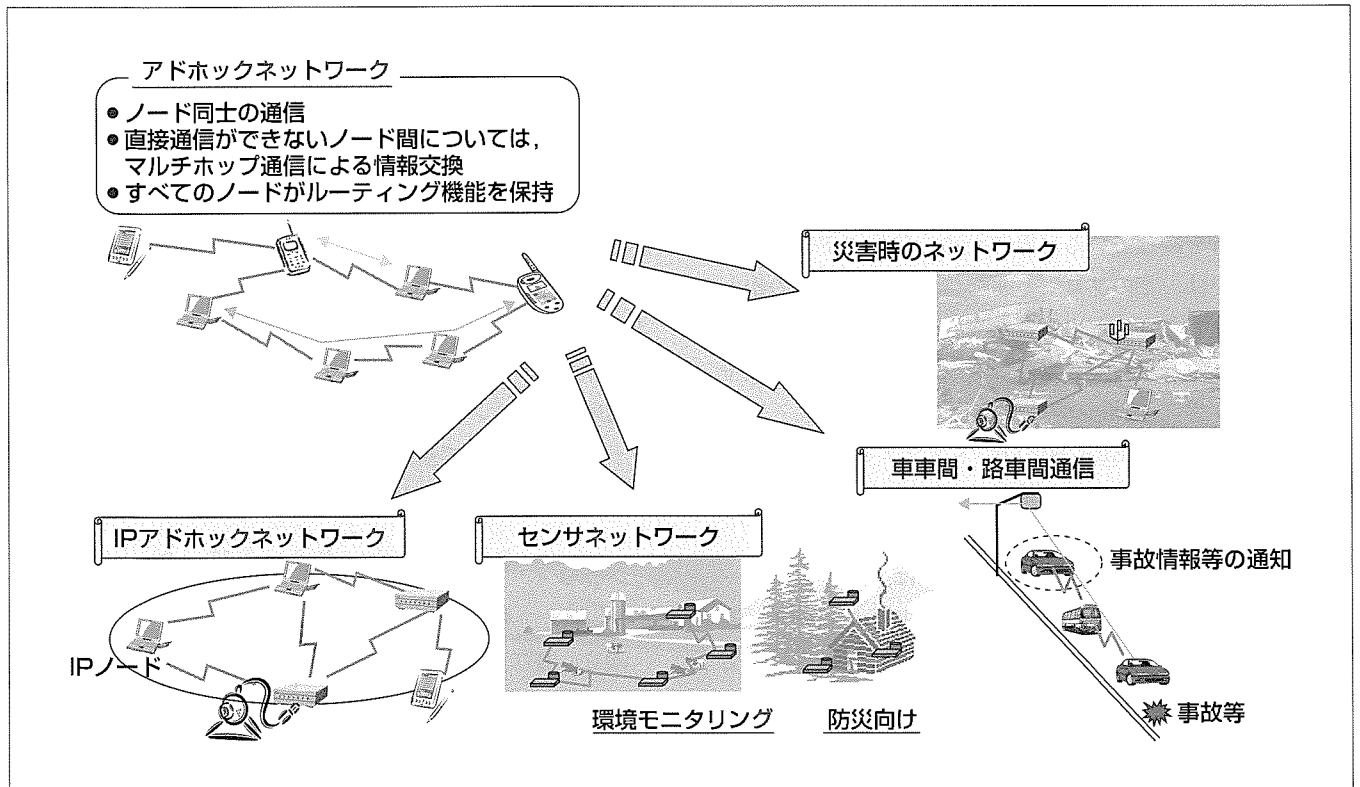 アドホックネットワーク
●ノード同士の通信
●直接通信ができないノード間については,
マルチホップ通信による情報交換
●すべてのノードがルーティング機能を保持
災害時のネットワーク
車車間・路車間通信
IPアドホックネットワーク
センサネットワーク
事故情報等の通知
IPノード
環境モニタリング
防災向け
事故等